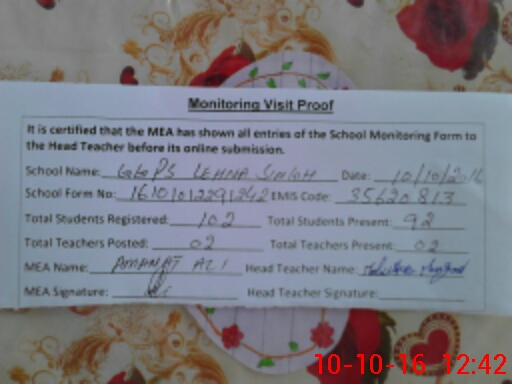 Monitoring Visit Proof
It is certified that the MEA has shown all entries of the School Monitoring Form to
the Head Teacher before its online submission.
School Name: GGPS LEHNA SINGH Date: 10/10/2016
School Form No: 16101012291242 EMIS Code: 35620813
Total Students Registered: 102 Total Students Present: 92
Total Teachers Posted: 02 Total Teachers Present: 02
MEA Name: AMANAT ALI Head Teacher Name:
MEA Signature: Head Teacher Signature:
10-10-16 12:42